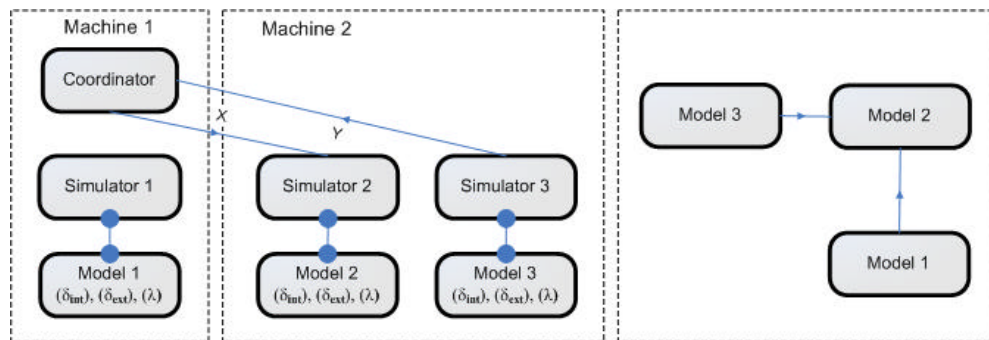 Machine 1
Machine 2
Coordinator
X
Y
Simulator 1
Simulator 2
Simulator 3
Model 1
(δint), (δext), (λ)
Model 2
(δint), (δext), (λ)
Model 3
(δint), (δext), (λ)
Model 3
Model 2
Model 1